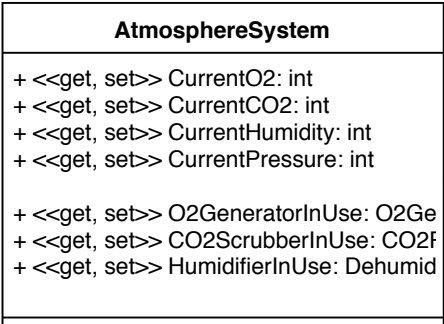 AtmosphereSystem
+ <<get, set>> CurrentO2: int
+ <<get, set>> CurrentCO2: int
+ <<get, set>> CurrentHumidity: int
+ <<get, set>> CurrentPressure: int
+ <<get, set>> O2GeneratorInUse: O2Ge
+ <<get, set>> CO2ScrubberInUse: CO2F
+ <<get, set>> HumidifierInUse: Dehumid